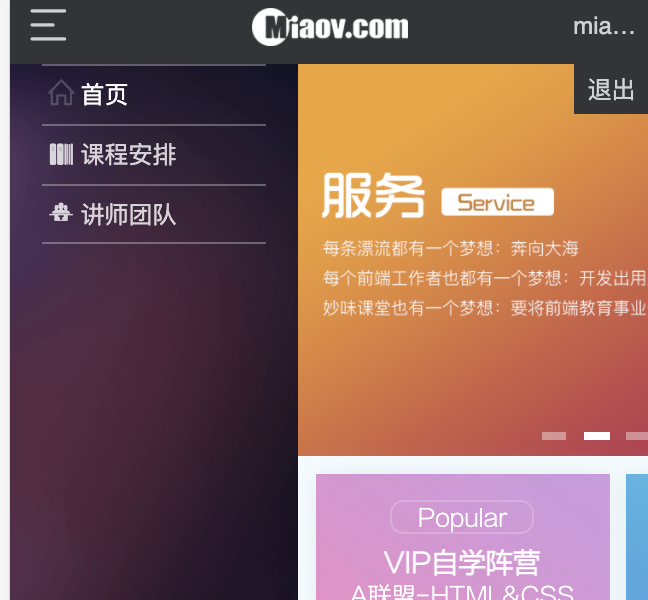 Miaov.com
mia...
退出
首页
课程安排
讲师团队
服务 Service
每条漂流都有一个梦想：奔向大海
每个前端工作者也都有一个梦想：开发出用
妙味课堂也有一个梦想：要将前端教育事业
Popular
VIP自学阵营
A联盟-HTML&CSS